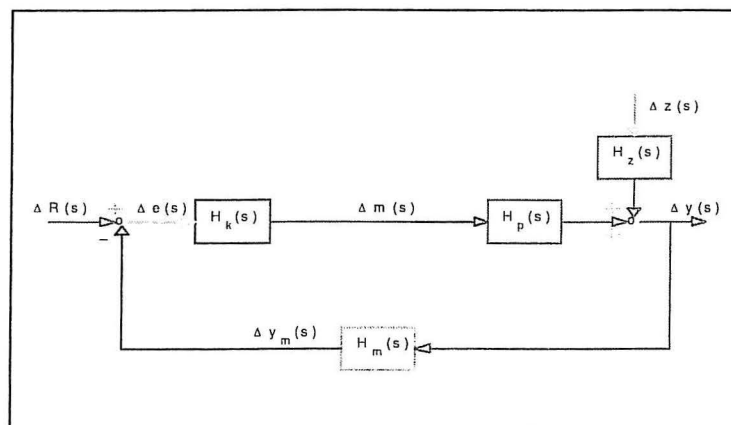 Δ z(s)
H_z(s)
Δ R(s)
+
Δ e(s)
H_k(s)
Δ m(s)
H_p(s)
+
+
Δ y(s)
−
Δ y_m(s)
H_m(s)